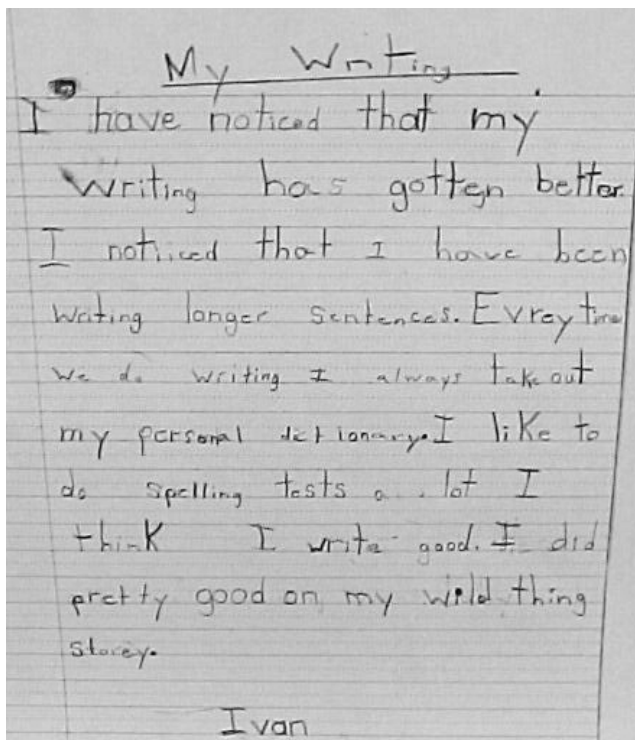 My Writing
I have noticed that my
Writing has gotten better.
I noticed that I have been
writing longer sentences. Evrey time
we do writing I always take out
my personal dictionary. I like to
do spelling tests a lot I
think I write good. I did
pretty good on my wild thing
storey.
Ivan